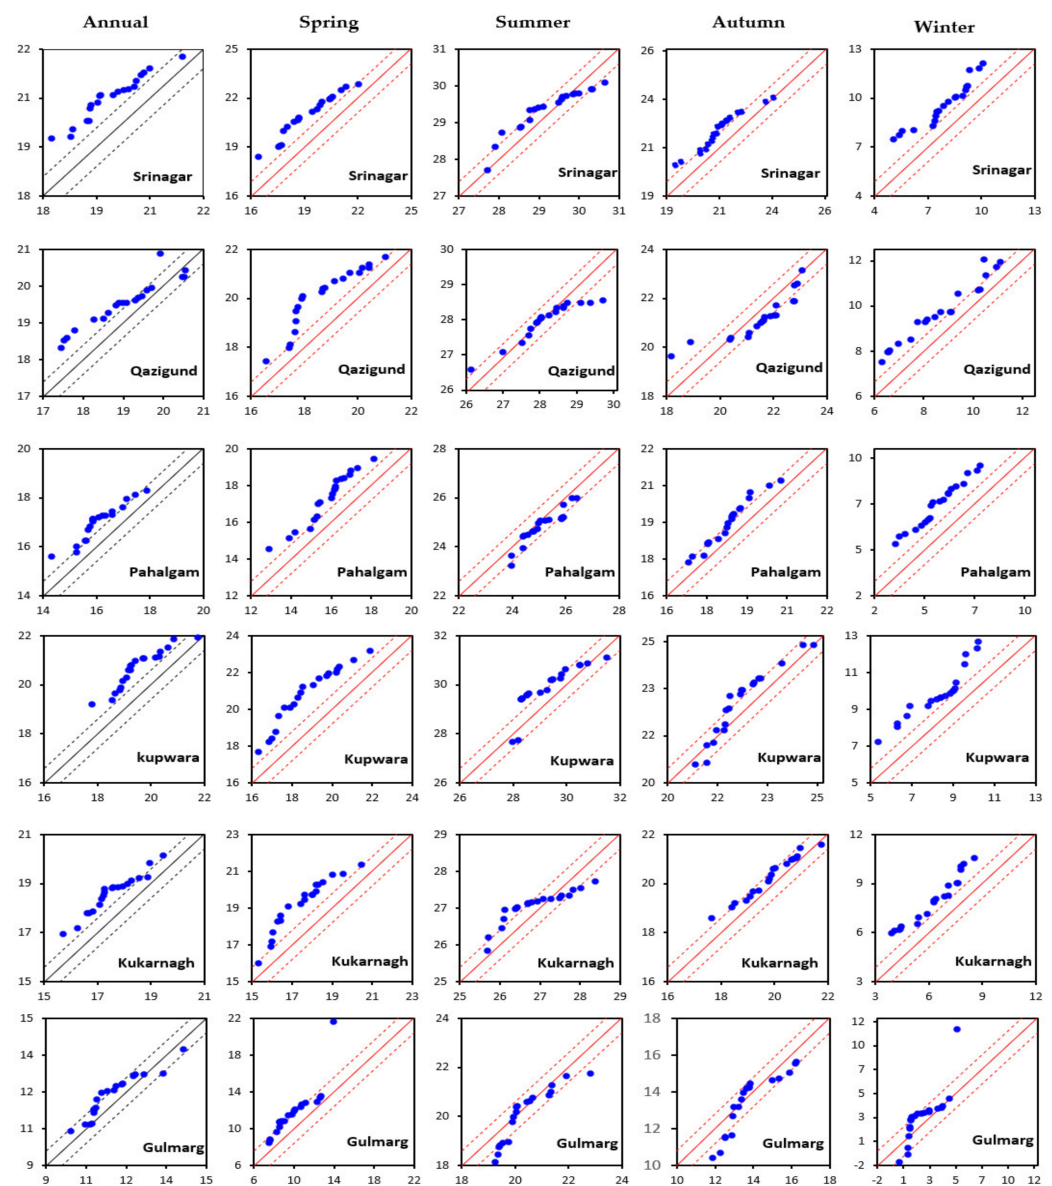 Annual Spring Summer Autumn Winter
22 25 31 26 13
21 22 30 24 10
20 19 29 21 7
19 28
Srinagar Srinagar Srinagar Srinagar Srinagar
18 16 27 19 4
18 19 20 21 22 16 19 22 25 27 28 29 30 31 19 21 24 26 4 7 10 13
21 22 30 24 12
20 20 29 22 10
19 18 28 20 8
18 27
Qazigund Qazigund Qazigund Qazigund Qazigund
17 16 26 18 6
17 18 19 20 21 16 18 20 22 26 27 28 29 30 18 20 22 24 6 8 10 12
20 20 28 22 10
18 18 26 21 7
16 16 24 19 5
14 18
Pahalgam Pahalgam Pahalgam Pahalgam Pahalgam
14 12 22 16 2
14 16 18 20 12 14 16 18 20 22 24 26 28 16 18 19 21 22 2 5 7 10
22 24 32 25 13
20 22 30 23 11
18 20 28 22 9
18 7
kupwara Kupwara Kupwara Kupwara Kupwara
16 16 26 20 5
16 18 20 22 16 18 20 22 24 26 28 30 32 20 22 23 25 5 7 9 11 13
21 23 29 22 12
19 21 28 20 9
17 19 27 18 6
17 26
Kukarnagh Kukarnagh Kukarnagh Kukarnagh Kukarnagh
15 15 25 16 3
15 17 19 21 15 17 19 21 23 25 26 27 28 29 16 18 20 22 3 6 9 12
15 22 24 18 12
14 18 22 16 10
12 14 20 14 8
11 10 12 5
3
1
Gulmarg Gulmarg Gulmarg Gulmarg Gulmarg
9 6 18 10 -2
9 11 12 14 15 6 10 14 18 22 18 20 22 24 10 12 14 16 18 -2 1 3 5 8 10 12